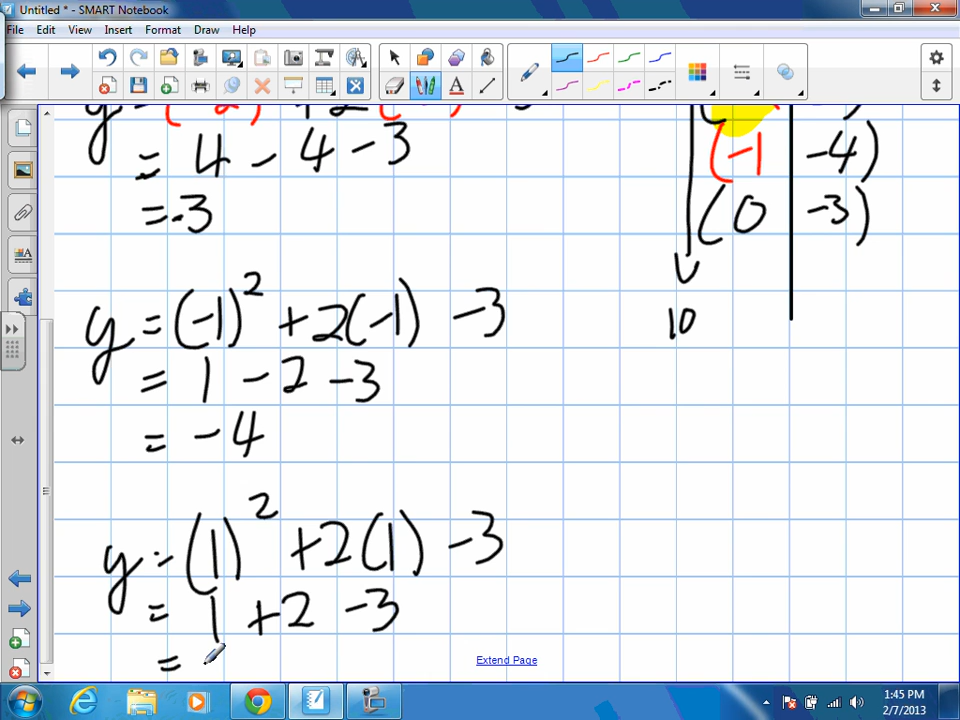 Untitled * - SMART Notebook
File Edit View Insert Format Draw Help
y = (-2) +2(
= 4 - 4 - 3
= -3
(-1 -4)
(0 -3)
10
y = (-1)² + 2(-1) - 3
= 1 - 2 - 3
= - 4
y = (1)² + 2(1) - 3
= 1 + 2 - 3
=
Extend Page
1:45 PM
2/7/2013